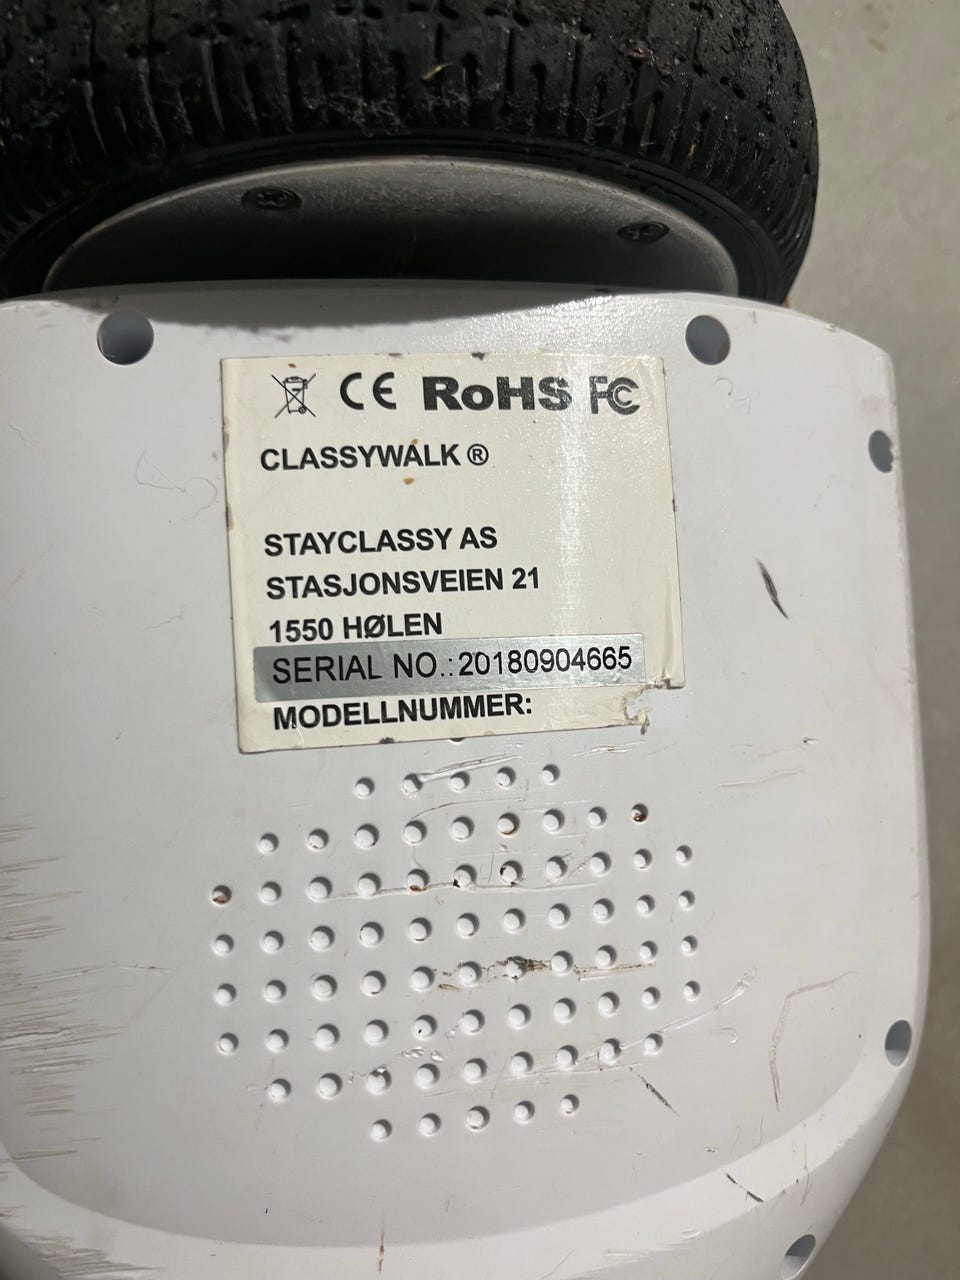 CE RoHS FC
CLASSYWALK ®
STAYCLASSY AS
STASJONSVEIEN 21
1550 HØLEN
SERIAL NO.:20180904665
MODELLNUMMER: